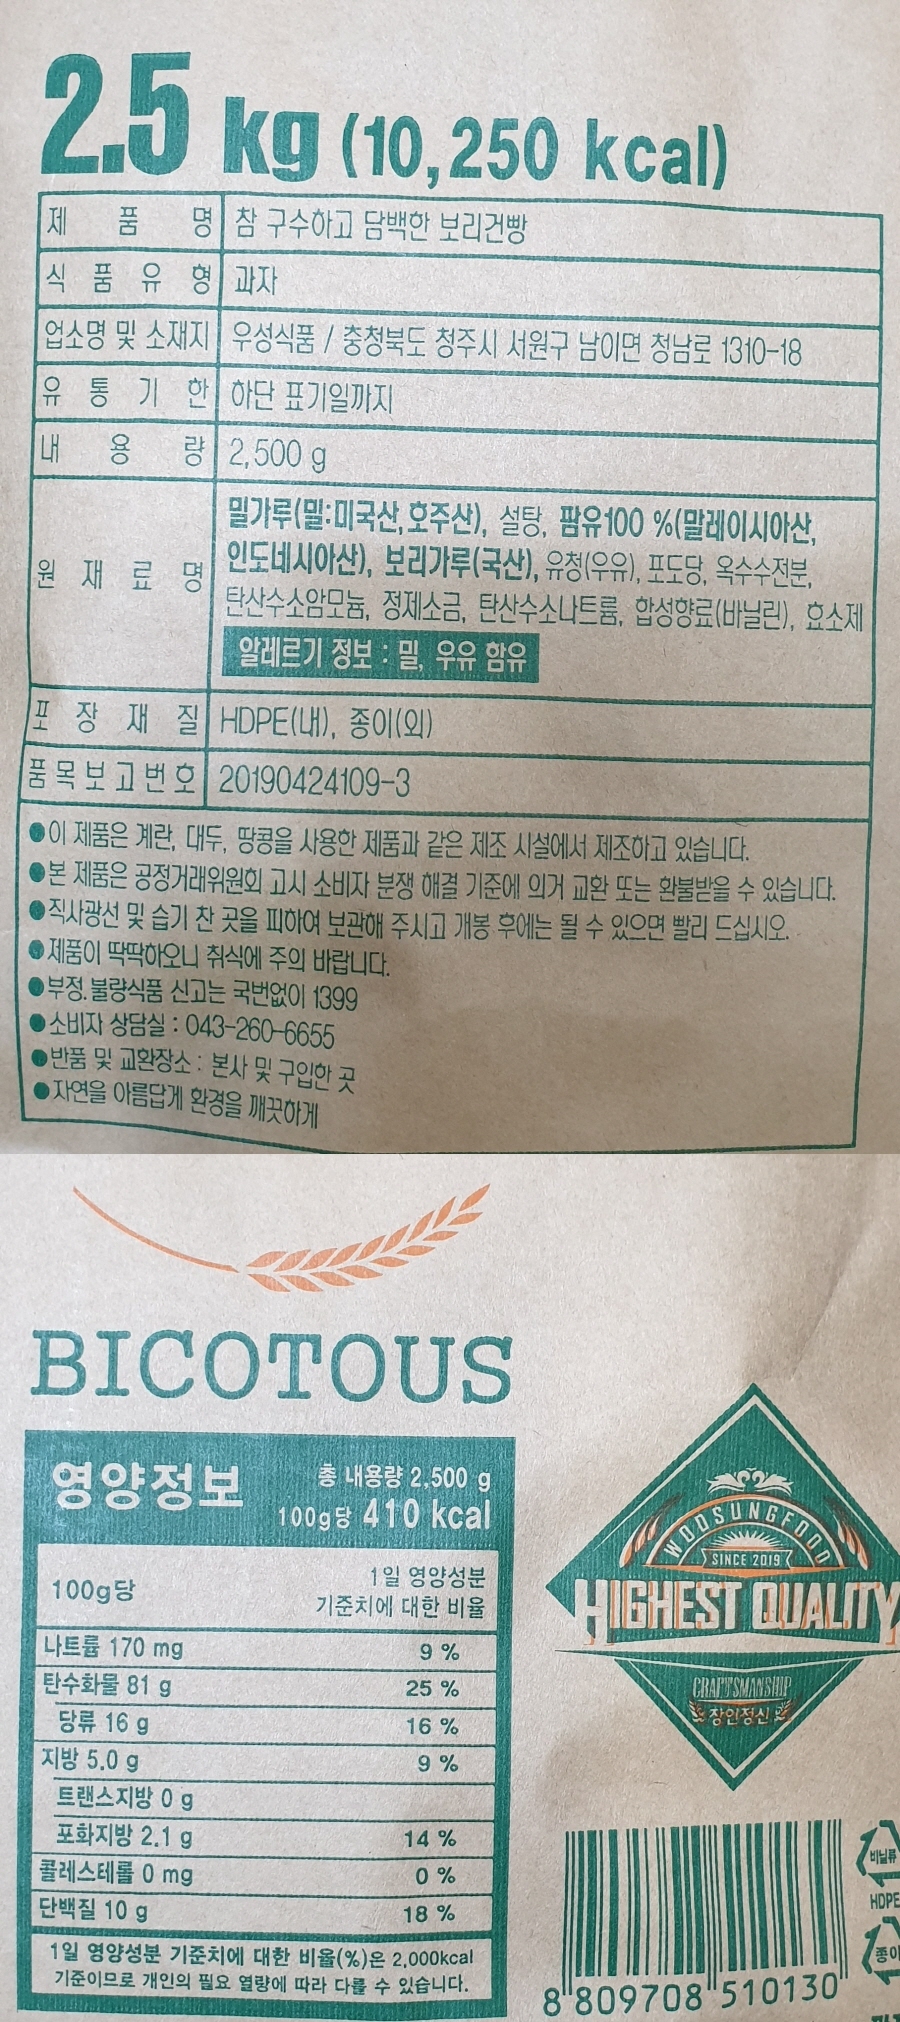 2.5 kg (10,250 kcal)
제 품 명 참 구수하고 담백한 보리건빵
식 품 유 형 과자
업소명 및 소재지 우성식품 / 충청북도 청주시 서원구 남이면 청남로 1310-18
유 통 기 한 하단 표기일까지
내 용 량 2,500 g
밀가루(밀:미국산,호주산), 설탕, 팜유100 %(말레이시아산,
원 재 료 명 인도네시아산), 보리가루(국산), 유청(우유), 포도당, 옥수수전분,
탄산수소암모늄, 정제소금, 탄산수소나트륨, 합성향료(바닐린), 효소제
알레르기 정보 : 밀, 우유 함유
포 장 재 질 HDPE(내), 종이(외)
품목보고번호 20190424109-3
●이 제품은 계란, 대두, 땅콩을 사용한 제품과 같은 제조 시설에서 제조하고 있습니다.
●본 제품은 공정거래위원회 고시 소비자 분쟁 해결 기준에 의거 교환 또는 환불받을 수 있습니다.
●직사광선 및 습기 찬 곳을 피하여 보관해 주시고 개봉 후에는 될 수 있으면 빨리 드십시오.
●제품이 딱딱하오니 취식에 주의 바랍니다.
●부정.불량식품 신고는 국번없이 1399
●소비자 상담실 : 043-260-6655
●반품 및 교환장소 : 본사 및 구입한 곳
●자연을 아름답게 환경을 깨끗하게
BICOTOUS
영양정보 총 내용량 2,500 g
100g당 410 kcal
100g당 1일 영양성분
기준치에 대한 비율
나트륨 170 mg 9 %
탄수화물 81 g 25 %
당류 16 g 16 %
지방 5.0 g 9 %
트랜스지방 0 g
포화지방 2.1 g 14 %
콜레스테롤 0 mg 0 %
단백질 10 g 18 %
1일 영양성분 기준치에 대한 비율(%)은 2,000kcal
기준이므로 개인의 필요 열량에 따라 다를 수 있습니다.
WOOSUNGFOOD
SINCE 2019
HIGHEST QUALITY
CRAFTSMANSHIP
장인정신
비닐류
HDPE
종이
8 809708 510130